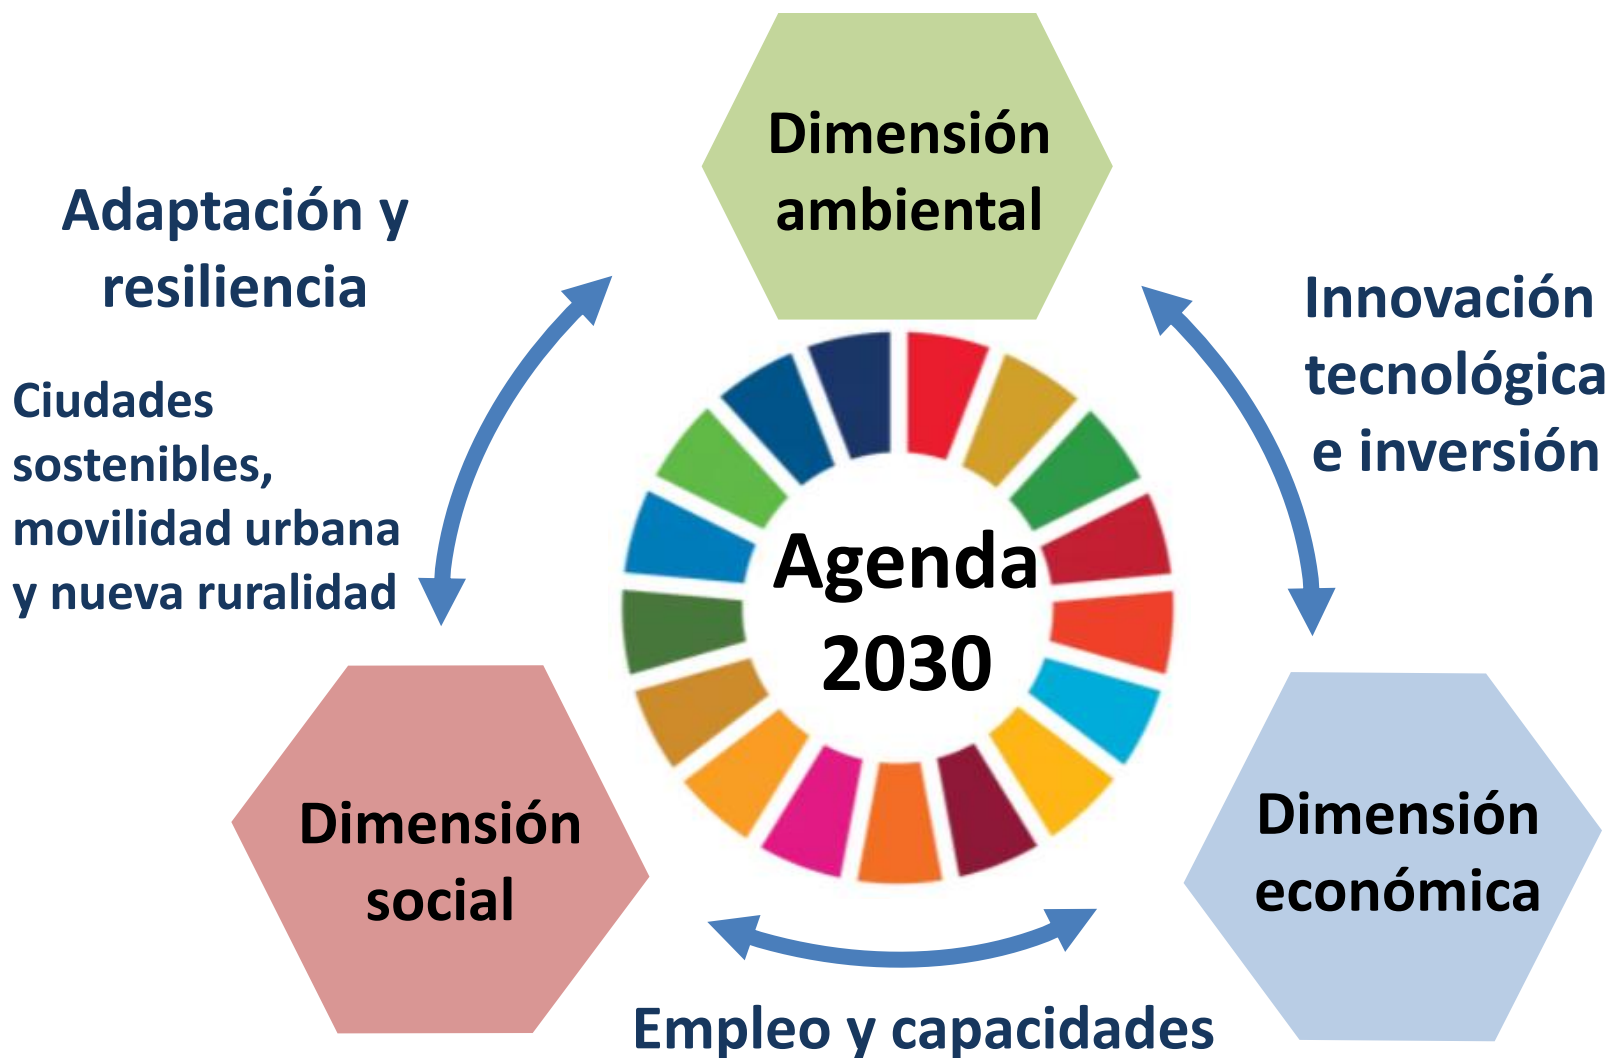 Dimensión
ambiental
Adaptación y
resiliencia
Innovación
tecnológica
e inversión
Ciudades
sostenibles,
movilidad urbana
y nueva ruralidad
Agenda
2030
Dimensión
social
Dimensión
económica
Empleo y capacidades